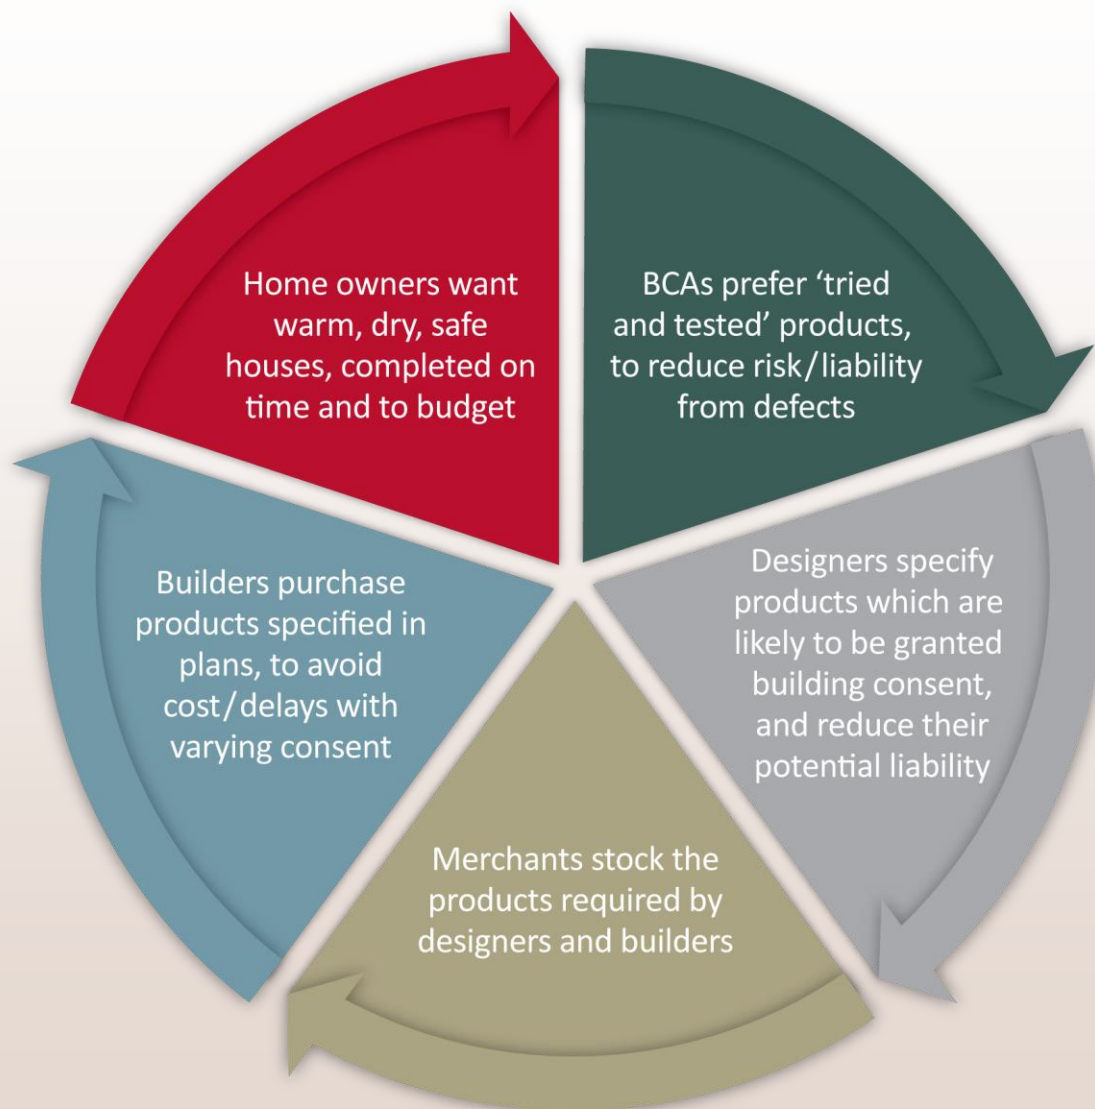 Home owners want
warm, dry, safe
houses, completed on
time and to budget
BCAs prefer ‘tried
and tested’ products,
to reduce risk/liability
from defects
Designers specify
products which are
likely to be granted
building consent,
and reduce their
potential liability
Merchants stock the
products required by
designers and builders
Builders purchase
products specified in
plans, to avoid
cost/delays with
varying consent